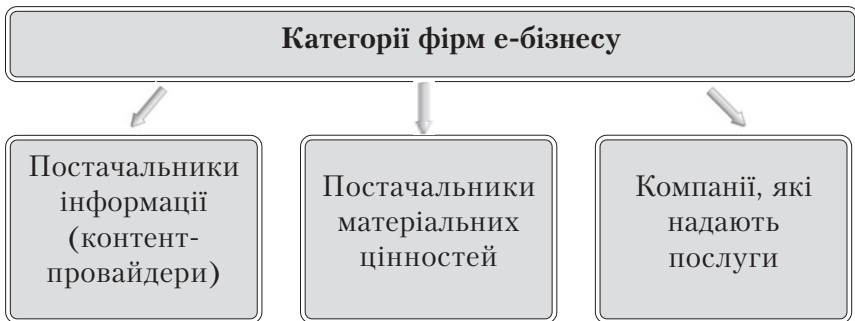 Категорії фірм е-бізнесу
Постачальники
інформації
(контент-
провайдери)
Постачальники
матеріальних
цінностей
Компанії, які
надають
послуги